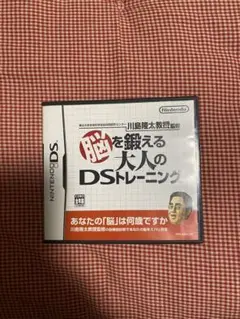 川島隆太教授監修
Nintendo
脳を鍛える
大人の
DSトレーニング
NINTENDO DS
あなたの「脳」は何歳ですか